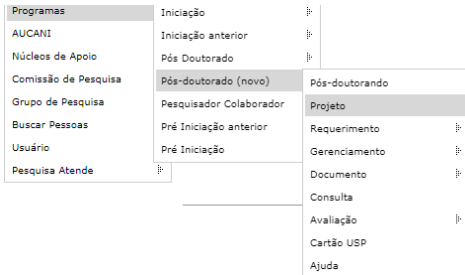 Programas
AUCANI
Núcleos de Apoio
Comissão de Pesquisa
Grupo de Pesquisa
Buscar Pessoas
Usuário
Pesquisa Atende
Iniciação
Iniciação anterior
Pós Doutorado
Pós-doutorado (novo)
Pesquisador Colaborador
Pré Iniciação anterior
Pré Iniciação
Pós-doutorando
Projeto
Requerimento
Gerenciamento
Documento
Consulta
Avaliação
Cartão USP
Ajuda